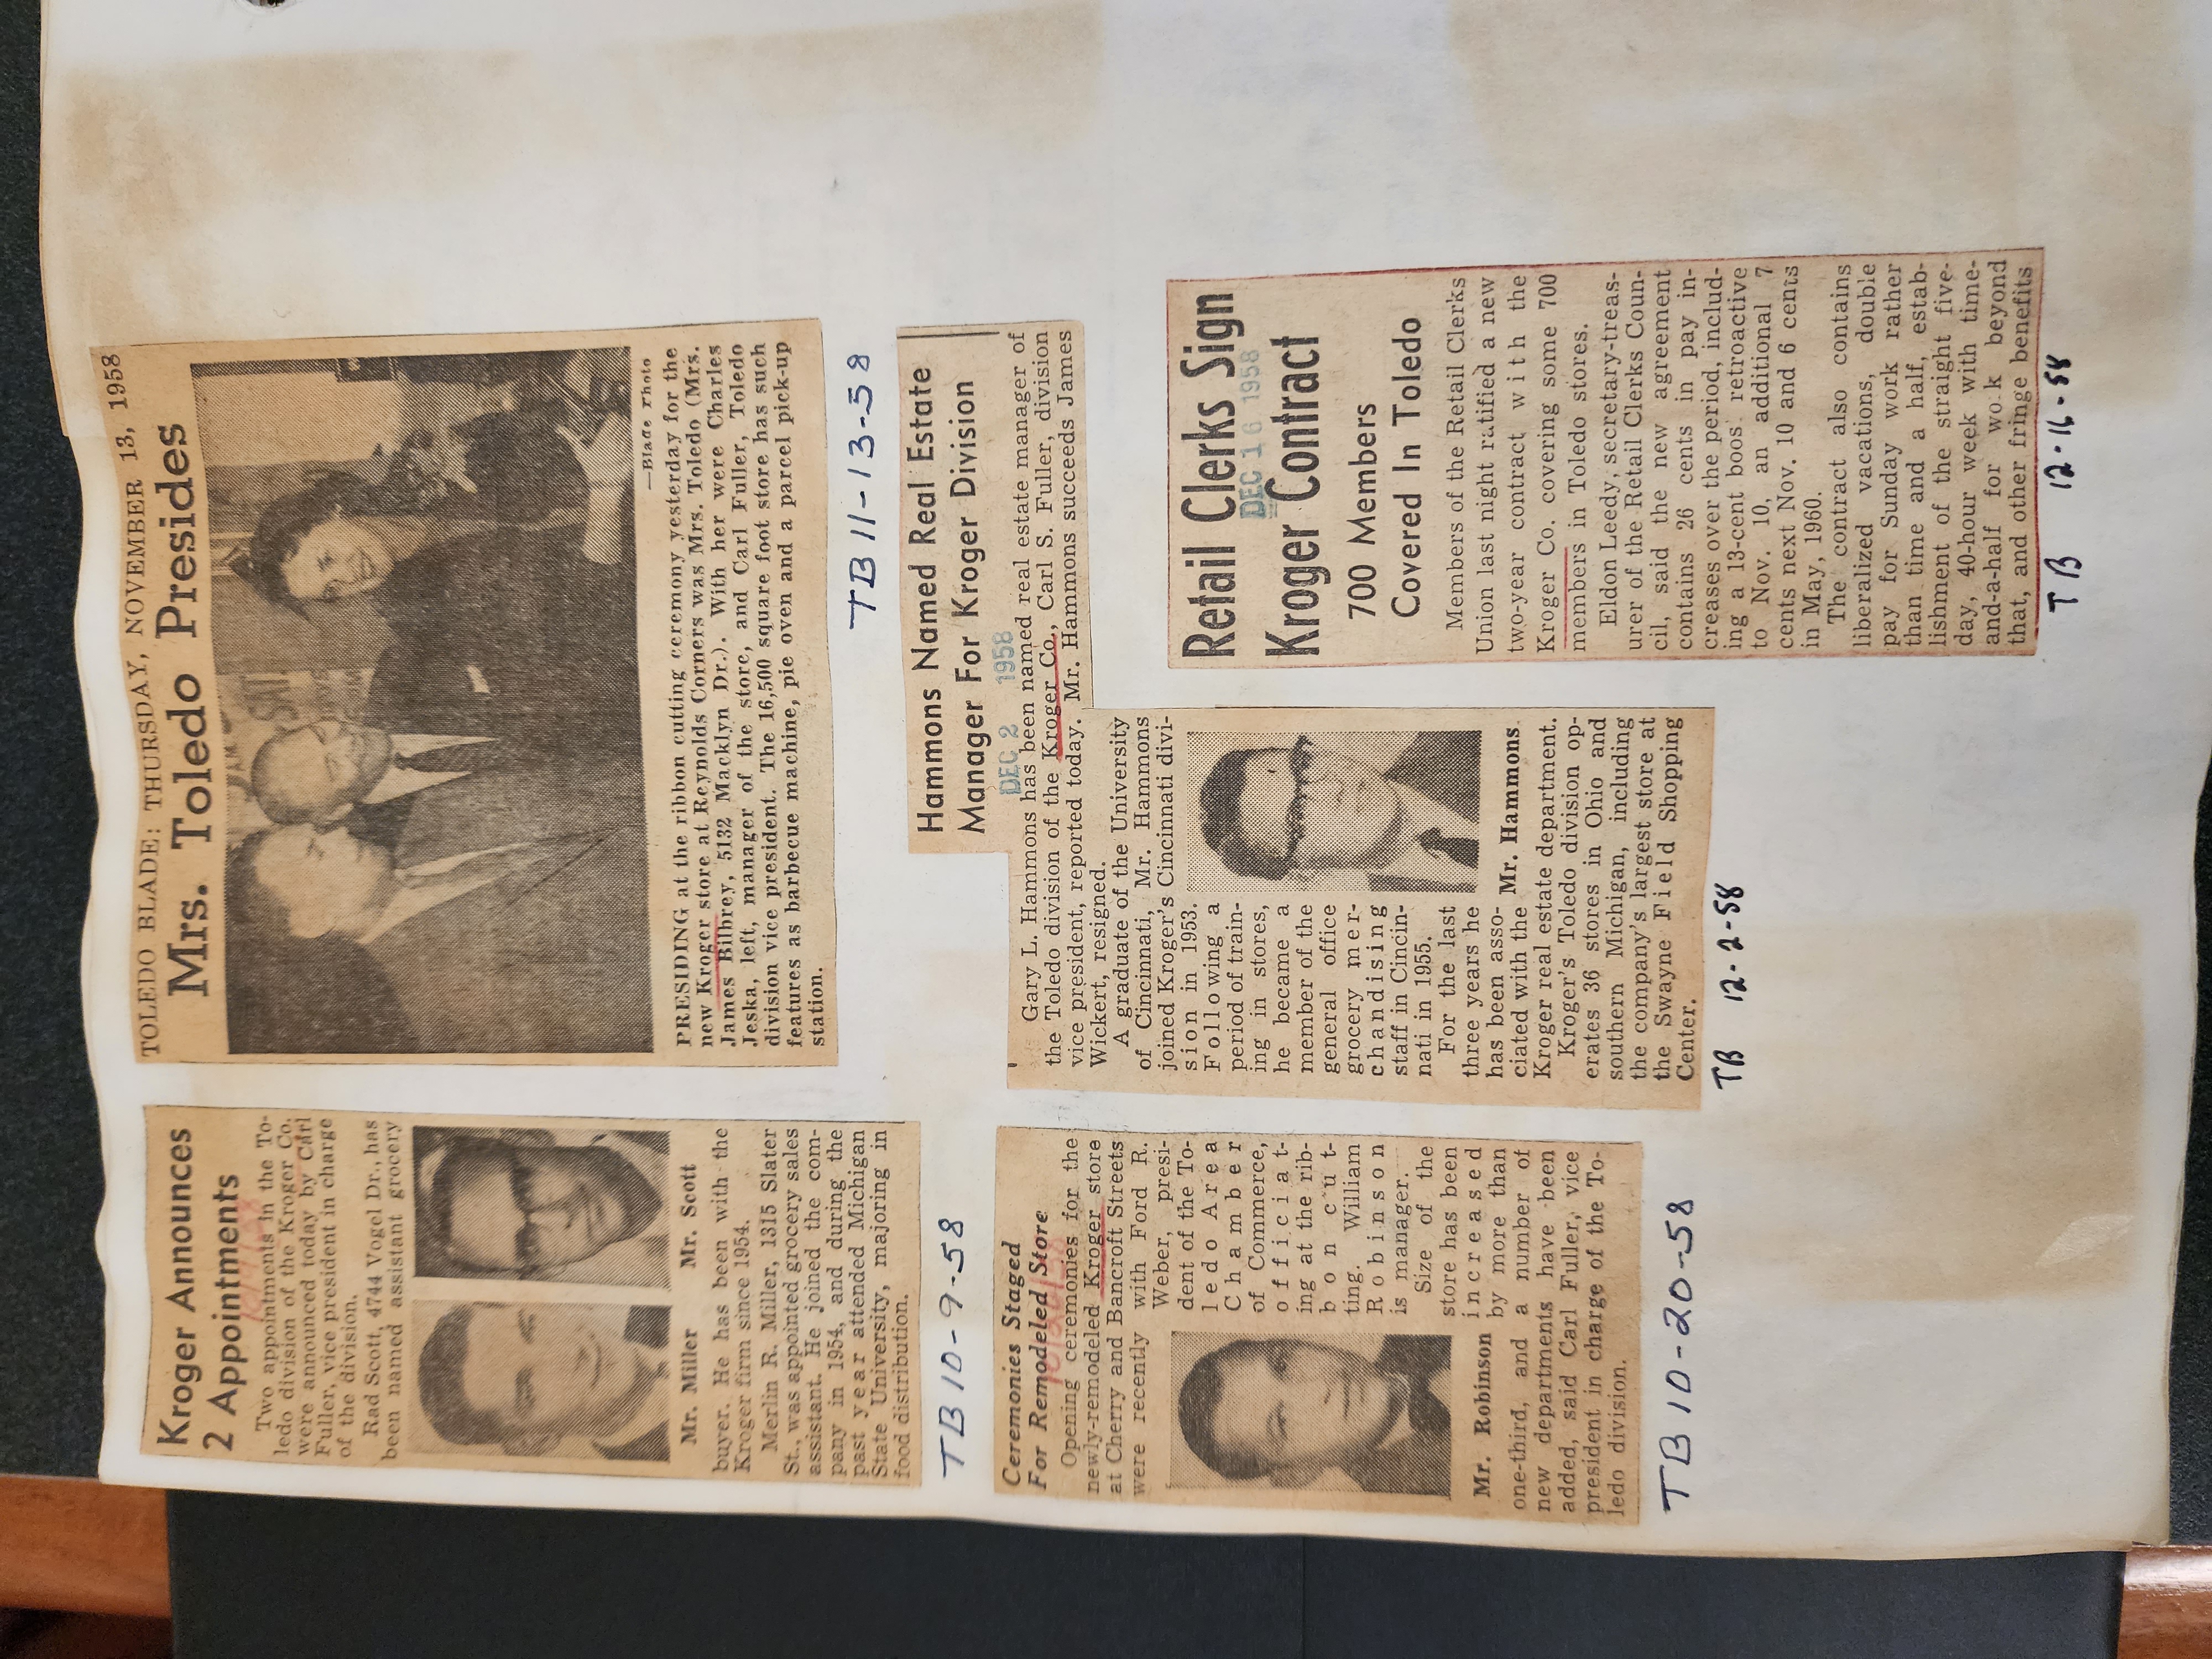 Kroger Announces
2 Appointments
10/9/58
Two appointments in the To-
ledo division of the Kroger Co.
were announced today by Carl
Fuller, vice president in charge
of the division.
Rad Scott, 4744 Vogel Dr., has
been named assistant grocery
Mr. Miller Mr. Scott
buyer. He has been with the
Kroger firm since 1954.
Merlin R. Miller, 1315 Slater
St., was appointed grocery sales
assistant. He joined the com-
pany in 1954, and during the
past year attended Michigan
State University, majoring in
food distribution.
TB 10-9-58
TOLEDO BLADE: THURSDAY, NOVEMBER 13, 1958
Mrs. Toledo Presides
—Blade Photo
PRESIDING at the ribbon cutting ceremony yesterday for the
new Kroger store at Reynolds Corners was Mrs. Toledo (Mrs.
James Bilbrey, 5132 Macklyn Dr.). With her were Charles
Jeska, left, manager of the store, and Carl Fuller, Toledo
division vice president. The 16,500 square foot store has such
features as barbecue machine, pie oven and a parcel pick-up
station.
TB 11-13-58
Ceremonies Staged
For Remodeled Store
10/20/58
Opening ceremonies for the
newly-remodeled Kroger store
at Cherry and Bancroft Streets
were recently with Ford R.
Weber, presi-
dent of the To-
ledo Area
Chamber
of Commerce,
officiat-
ing at the rib-
bon cut-
ting. William
Robinson
is manager.
Size of the
store has been
increased
Mr. Robinson by more than
one-third, and a number of
new departments have been
added, said Carl Fuller, vice
president in charge of the To-
ledo division.
TB 10-20-58
Hammons Named Real Estate
Manager For Kroger Division
DEC 2 1958
Gary L. Hammons has been named real estate manager of
the Toledo division of the Kroger Co., Carl S. Fuller, division
vice president, reported today. Mr. Hammons succeeds James
Wickert, resigned.
A graduate of the University
of Cincinnati, Mr. Hammons
joined Kroger's Cincinnati divi-
sion in 1953.
Following a
period of train-
ing in stores,
he became a
member of the
general office
grocery mer-
chandising
staff in Cincin-
nati in 1955.
For the last
three years he
has been asso- Mr. Hammons
ciated with the
Kroger real estate department.
Kroger's Toledo division op-
erates 36 stores in Ohio and
southern Michigan, including
the company's largest store at
the Swayne Field Shopping
Center.
TB 12-2-58
Retail Clerks Sign
DEC 16 1958
Kroger Contract
700 Members
Covered In Toledo
Members of the Retail Clerks
Union last night ratified a new
two-year contract with the
Kroger Co. covering some 700
members in Toledo stores.
Eldon Leedy, secretary-treas-
urer of the Retail Clerks Coun-
cil, said the new agreement
contains 26 cents in pay in-
creases over the period, includ-
ing a 13-cent boos retroactive
to Nov. 10, an additional 7
cents next Nov. 10 and 6 cents
in May, 1960.
The contract also contains
liberalized vacations, double
pay for Sunday work rather
than time and a half, estab-
lishment of the straight five-
day, 40-hour week with time-
and-a-half for wo.k beyond
that, and other fringe benefits
TB 12-16-58